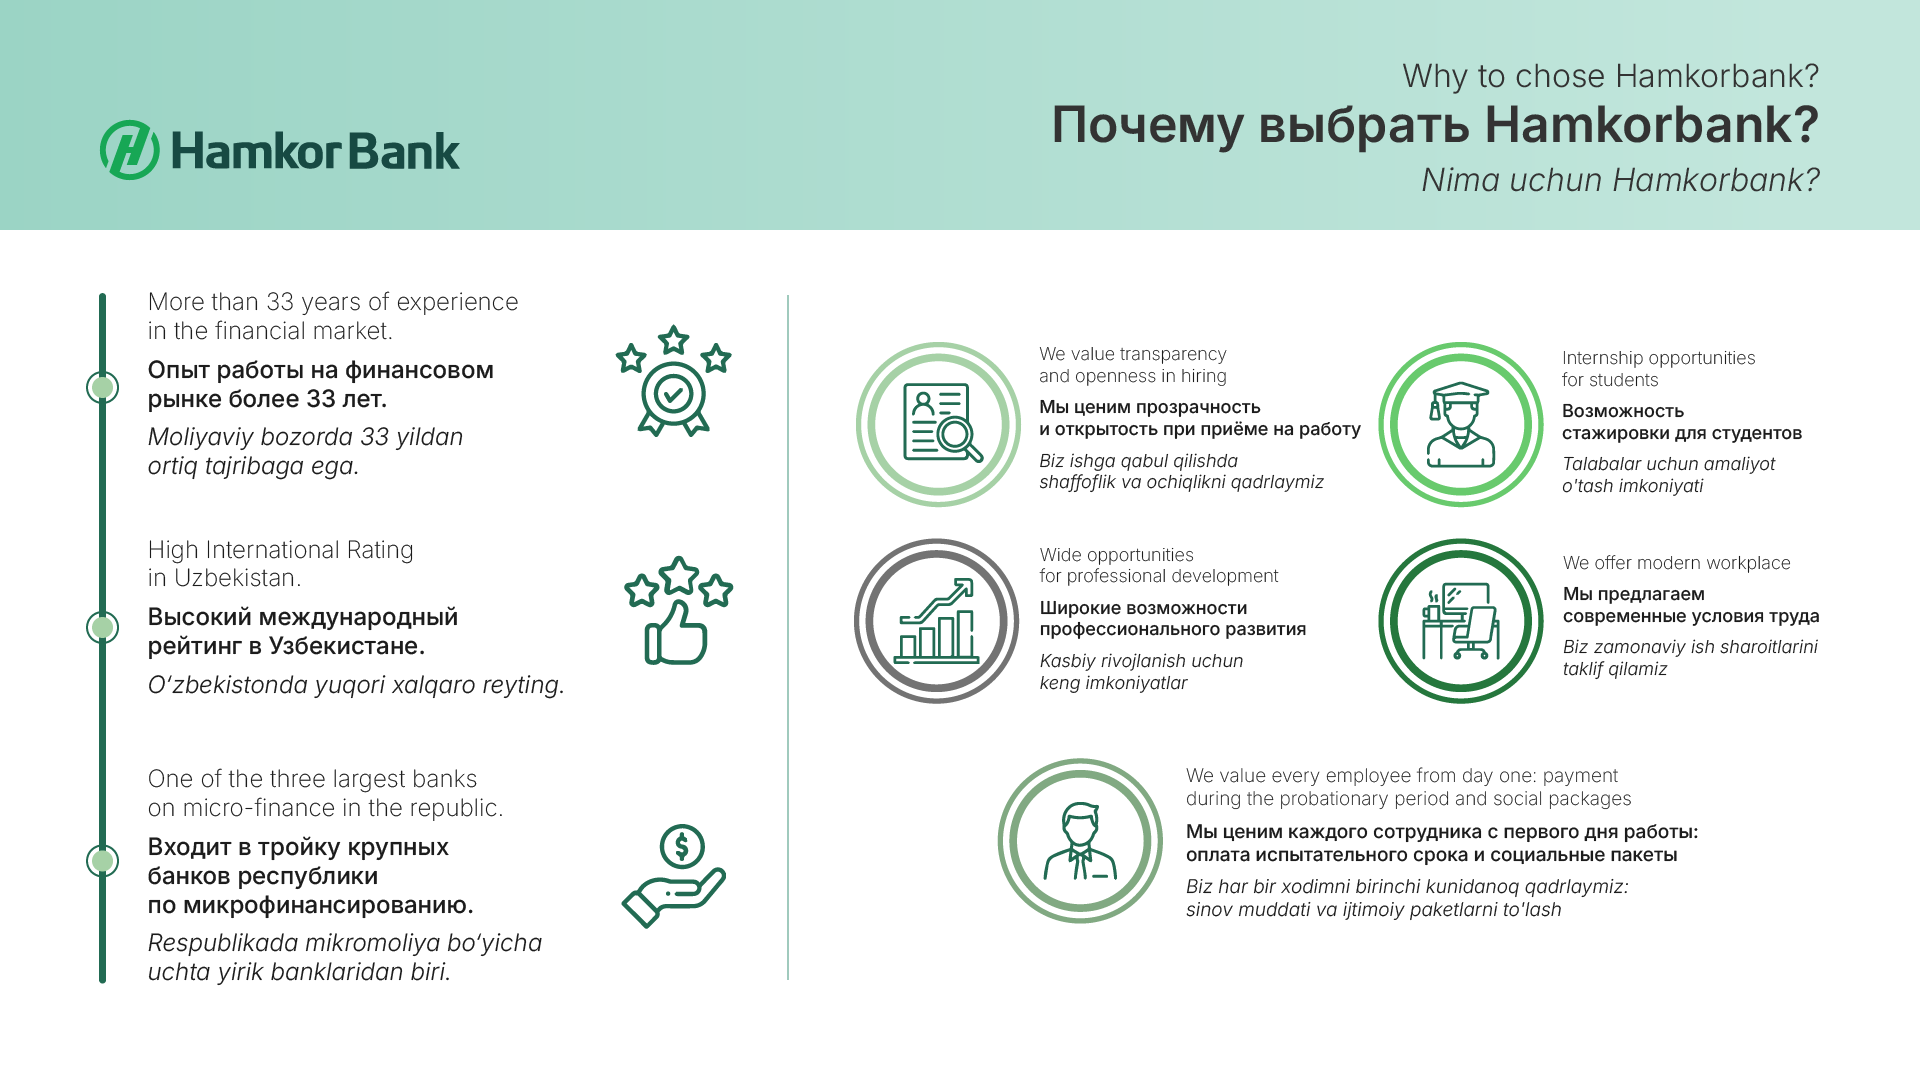 Hamkor Bank
Why to chose Hamkorbank?
Почему выбрать Hamkorbank?
Nima uchun Hamkorbank?
More than 33 years of experience
in the financial market.
Опыт работы на финансовом
рынке более 33 лет.
Moliyaviy bozorda 33 yildan
ortiq tajribaga ega.
High International Rating
in Uzbekistan.
Высокий международный
рейтинг в Узбекистане.
O‘zbekistonda yuqori xalqaro reyting.
One of the three largest banks
on micro-finance in the republic.
Входит в тройку крупных
банков республики
по микрофинансированию.
Respublikada mikromoliya bo‘yicha
uchta yirik banklaridan biri.
We value transparency
and openness in hiring
Мы ценим прозрачность
и открытость при приёме на работу
Biz ishga qabul qilishda
shaffoflik va ochiqlikni qadrlaymiz
Internship opportunities
for students
Возможность
стажировки для студентов
Talabalar uchun amaliyot
o'tash imkoniyati
Wide opportunities
for professional development
Широкие возможности
профессионального развития
Kasbiy rivojlanish uchun
keng imkoniyatlar
We offer modern workplace
Мы предлагаем
современные условия труда
Biz zamonaviy ish sharoitlarini
taklif qilamiz
We value every employee from day one: payment
during the probationary period and social packages
Мы ценим каждого сотрудника с первого дня работы:
оплата испытательного срока и социальные пакеты
Biz har bir xodimni birinchi kunidanoq qadrlaymiz:
sinov muddati va ijtimoiy paketlarni to'lash